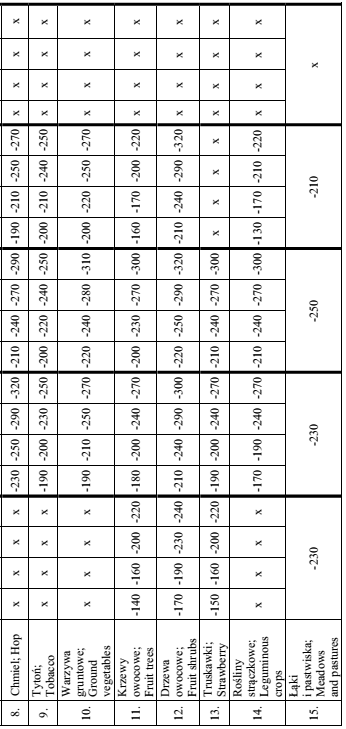 8. Chmiel; Hop x x x x -230 -250 -290 -320 -210 -240 -270 -290 -190 -210 -250 -270 x x x x
9. Tytoń;
Tobacco x x x x -190 -200 -230 -250 -200 -220 -240 -250 -200 -210 -240 -250 x x x x
10. Warzywa
gruntowe;
Ground
vegetables x x x x -190 -210 -250 -270 -220 -240 -280 -310 -200 -220 -250 -270 x x x x
11. Krzewy
owocowe;
Fruit trees -140 -160 -200 -220 -180 -200 -240 -270 -200 -230 -270 -300 -160 -170 -200 -220 x x x x
12. Drzewa
owocowe;
Fruit shrubs -170 -190 -230 -240 -210 -240 -290 -300 -220 -250 -290 -320 -210 -240 -290 -320 x x x x
13. Truskawki;
Strawberry -150 -160 -200 -220 -190 -200 -240 -270 -210 -240 -270 -300 x x x x x x x x
14. Rośliny
strączkowe;
Leguminous
crops x x x x -170 -190 -240 -270 -210 -240 -270 -300 -130 -170 -210 -220 x x x x
15. Łąki
i pastwiska;
Meadows
and pastures -230 -230 -250 -210 x